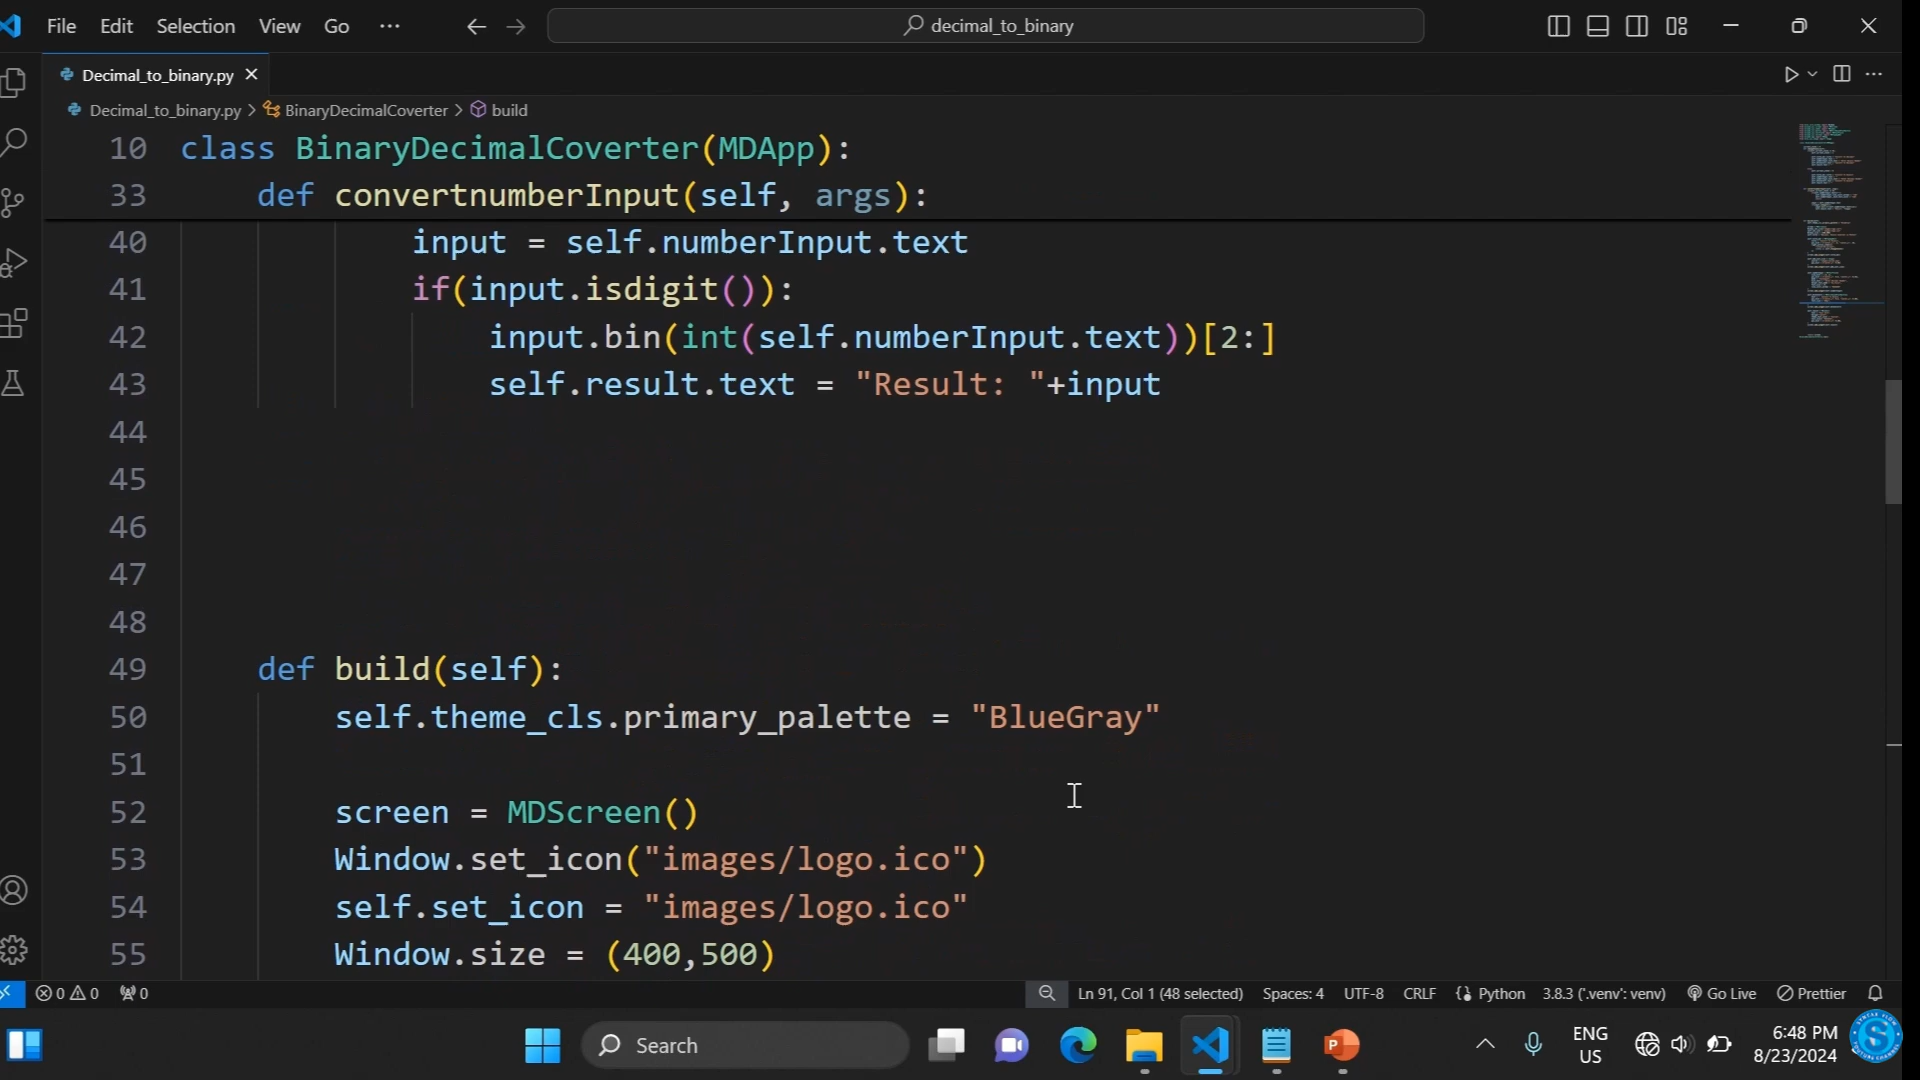 File Edit Selection View Go ··· decimal_to_binary
Decimal_to_binary.py
Decimal_to_binary.py > BinaryDecimalCoverter > build
10 class BinaryDecimalCoverter(MDApp):
33 def convertnumberInput(self, args):
40 input = self.numberInput.text
41 if(input.isdigit()):
42 input.bin(int(self.numberInput.text))[2:]
43 self.result.text = "Result: "+input
44
45
46
47
48
49 def build(self):
50 self.theme_cls.primary_palette = "BlueGray"
51
52 screen = MDScreen()
53 Window.set_icon("images/logo.ico")
54 self.set_icon = "images/logo.ico"
55 Window.size = (400,500)
0 0 0 Ln 91, Col 1 (48 selected) Spaces: 4 UTF-8 CRLF Python 3.8.3 ('.venv': venv) Go Live Prettier
Search
ENG
US
6:48 PM
8/23/2024